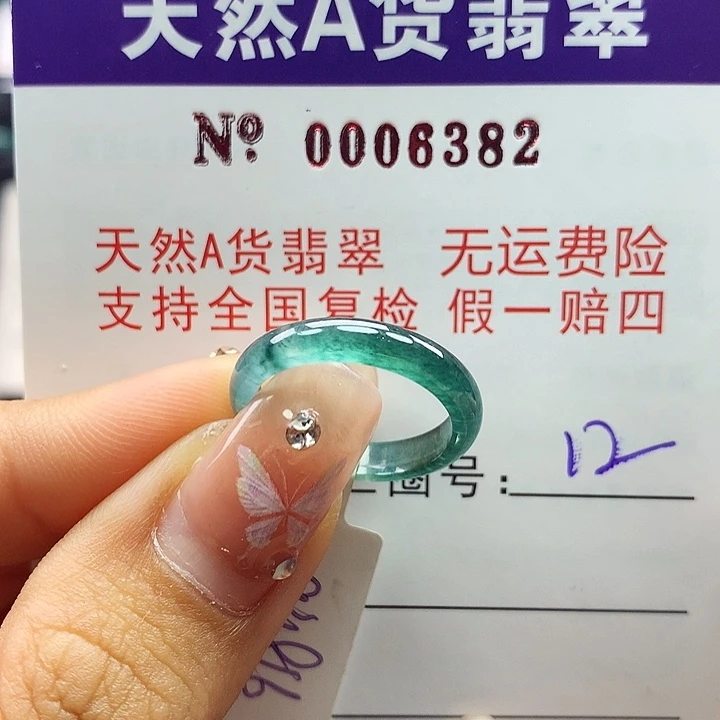 天然A货翡翠
№ 0006382
天然A货翡翠 无运费险
支持全国复检 假一赔四
圈号: 12